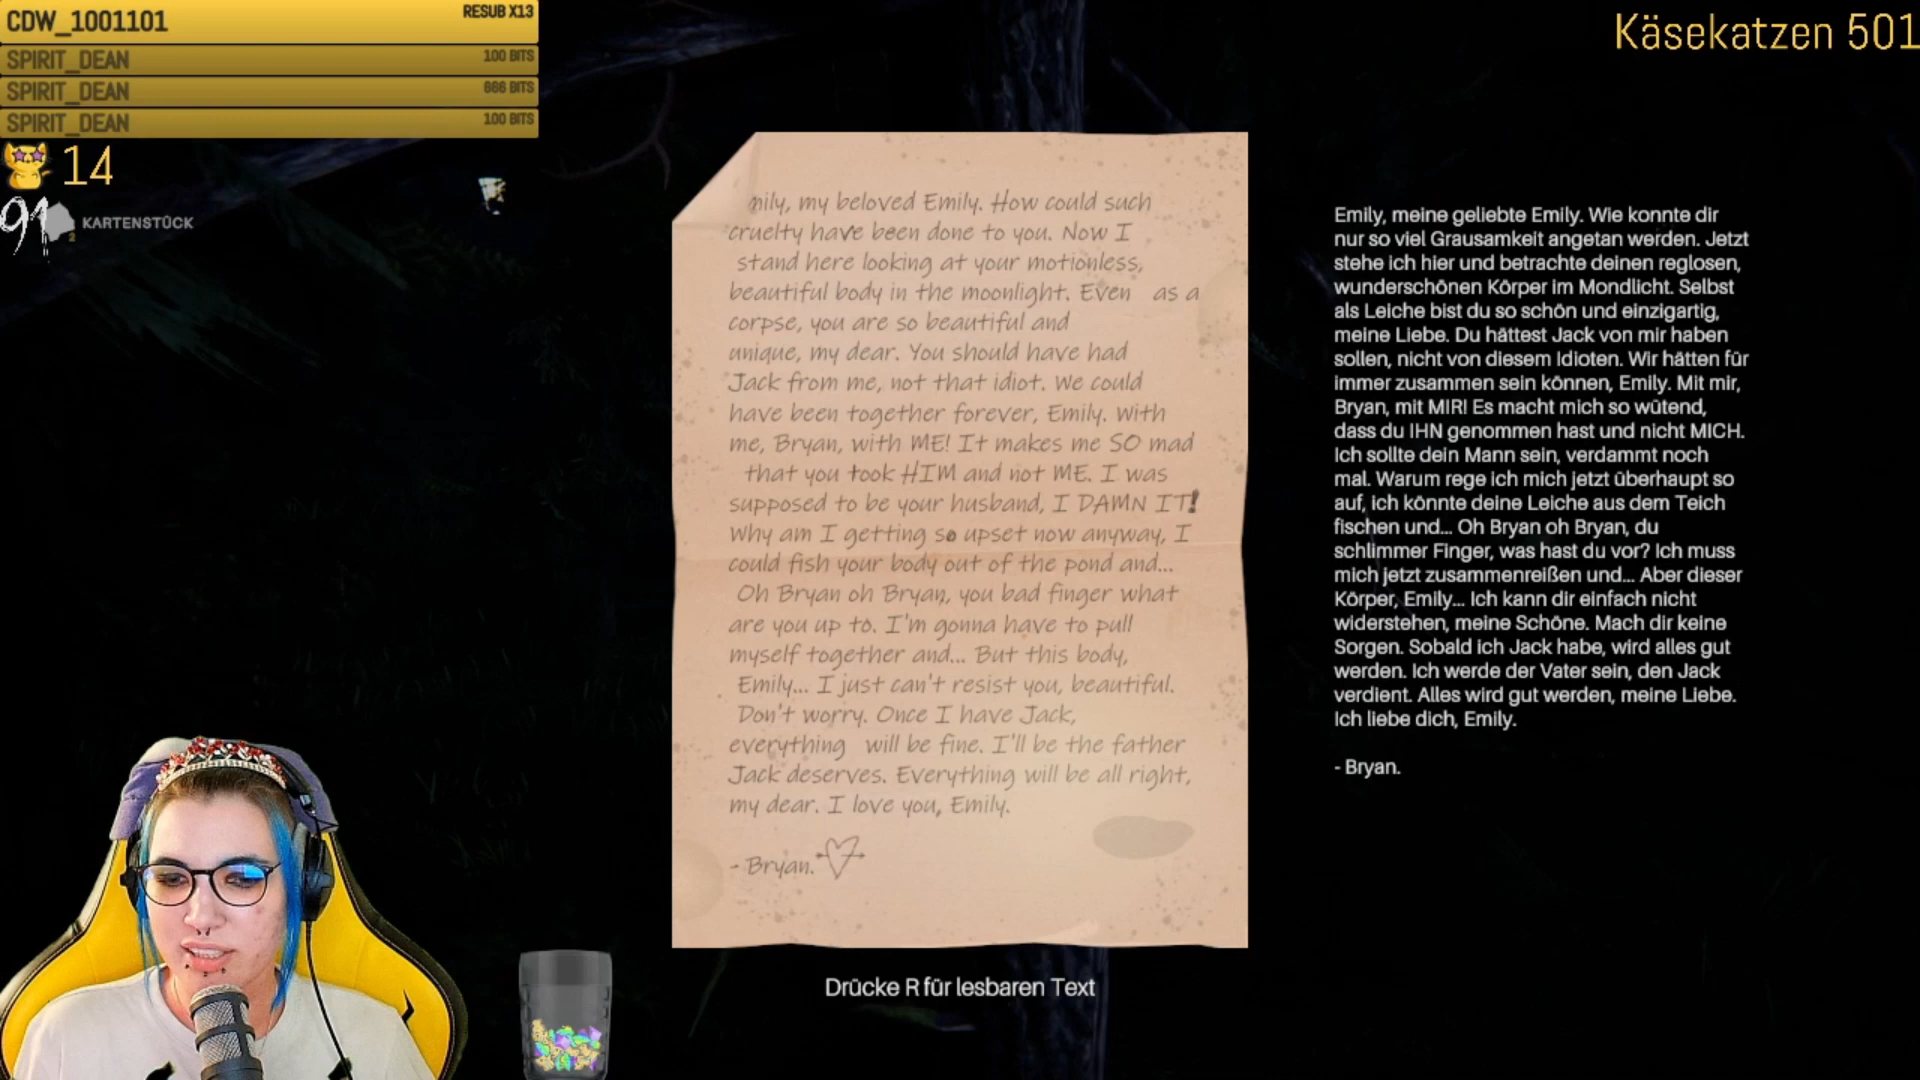 CDW_1001101 RESUB X13
SPIRIT_DEAN 100 BITS
SPIRIT_DEAN 666 BITS
SPIRIT_DEAN 100 BITS
14
91
KARTENSTÜCK
2
Käsekatzen 501
mily, my beloved Emily. How could such
cruelty have been done to you. Now I
stand here looking at your motionless,
beautiful body in the moonlight. Even as a
corpse, you are so beautiful and
unique, my dear. You should have had
Jack from me, not that idiot. We could
have been together forever, Emily. With
me, Bryan, with ME! It makes me SO mad
that you took HIM and not ME. I was
supposed to be your husband, I DAMN IT!
Why am I getting so upset now anyway, I
could fish your body out of the pond and...
Oh Bryan oh Bryan, you bad finger what
are you up to. I'm gonna have to pull
myself together and... But this body,
Emily... I just can't resist you, beautiful.
Don't worry. Once I have Jack,
everything will be fine. I'll be the father
Jack deserves. Everything will be all right,
my dear. I love you, Emily.
- Bryan.
Drücke R für lesbaren Text
Emily, meine geliebte Emily. Wie konnte dir
nur so viel Grausamkeit angetan werden. Jetzt
stehe ich hier und betrachte deinen reglosen,
wunderschönen Körper im Mondlicht. Selbst
als Leiche bist du so schön und einzigartig,
meine Liebe. Du hättest Jack von mir haben
sollen, nicht von diesem Idioten. Wir hätten für
immer zusammen sein können, Emily. Mit mir,
Bryan, mit MIR! Es macht mich so wütend,
dass du IHN genommen hast und nicht MICH.
Ich sollte dein Mann sein, verdammt noch
mal. Warum rege ich mich jetzt überhaupt so
auf, ich könnte deine Leiche aus dem Teich
fischen und... Oh Bryan oh Bryan, du
schlimmer Finger, was hast du vor? Ich muss
mich jetzt zusammenreißen und... Aber dieser
Körper, Emily... Ich kann dir einfach nicht
widerstehen, meine Schöne. Mach dir keine
Sorgen. Sobald ich Jack habe, wird alles gut
werden. Ich werde der Vater sein, den Jack
verdient. Alles wird gut werden, meine Liebe.
Ich liebe dich, Emily.
- Bryan.